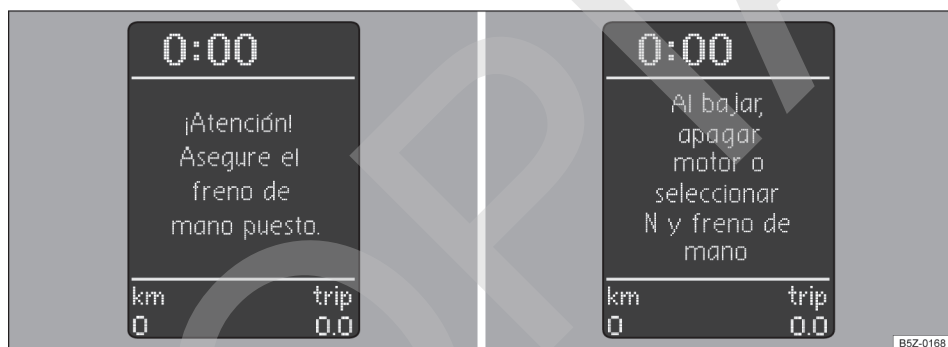 0:00
¡Atención!
Asegure el
freno de
mano puesto.
km trip
0 0.0
0:00
Al bajar,
apagar
motor o
seleccionar
N y freno de
mano
km trip
0 0.0
B5Z-0168